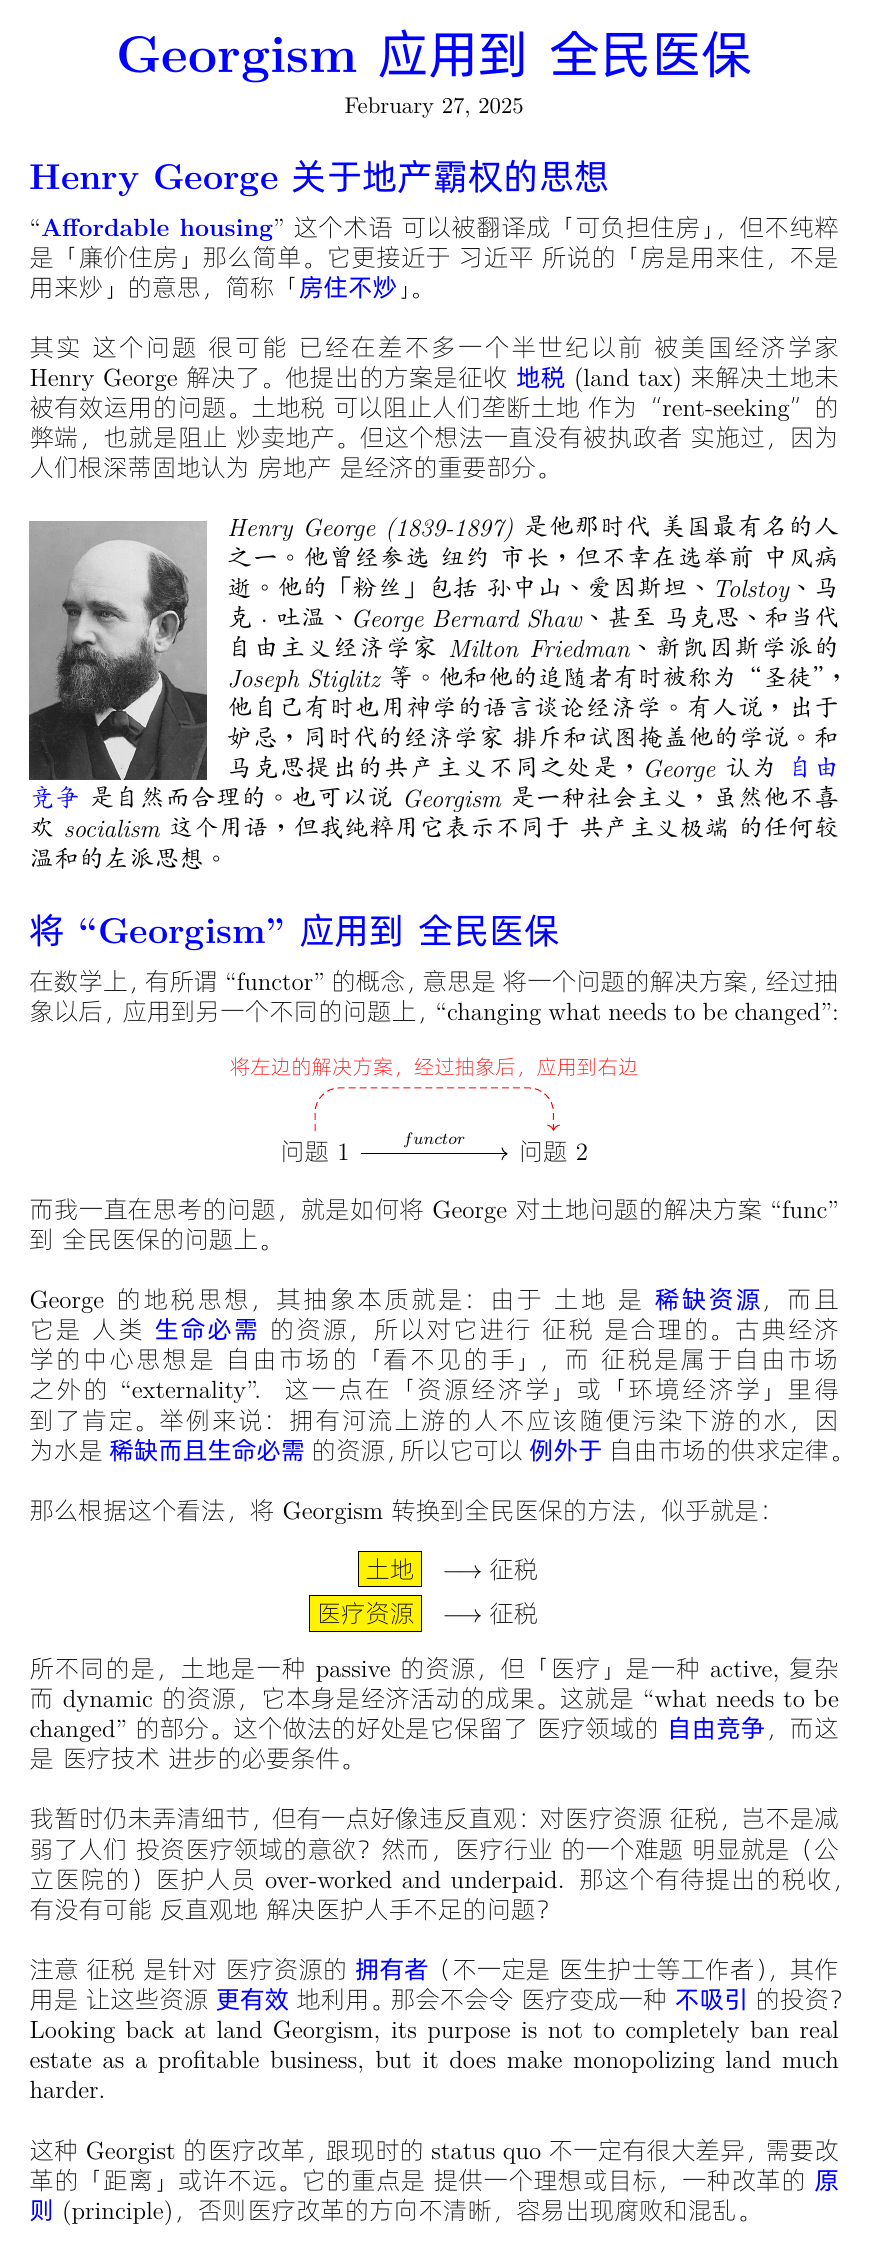 Georgism 应用到 全民医保
February 27, 2025
Henry George 关于地产霸权的思想
“Affordable housing” 这个术语 可以被翻译成「可负担住房」，但不纯粹
是「廉价住房」那么简单。它更接近于 习近平 所说的「房是用来住，不是
用来炒」的意思，简称「房住不炒」。
其实 这个问题 很可能 已经在差不多一个半世纪以前 被美国经济学家
Henry George 解决了。他提出的方案是征收 地税 (land tax) 来解决土地未
被有效运用的问题。土地税 可以阻止人们垄断土地 作为 “rent-seeking” 的
弊端，也就是阻止 炒卖地产。但这个想法一直没有被执政者 实施过，因为
人们根深蒂固地认为 房地产 是经济的重要部分。
Henry George (1839-1897) 是他那时代 美国最有名的人
之一。他曾经参选 纽约 市长，但不幸在选举前 中风病
逝。他的「粉丝」包括 孙中山、爱因斯坦、Tolstoy、马
克 · 吐温、George Bernard Shaw、甚至 马克思、和当代
自由主义经济学家 Milton Friedman、新凯因斯学派的
Joseph Stiglitz 等。他和他的追随者有时被称为 “圣徒”，
他自己有时也用神学的语言谈论经济学。有人说，出于
妒忌，同时代的经济学家 排斥和试图掩盖他的学说。和
马克思提出的共产主义不同之处是，George 认为 自由
竞争 是自然而合理的。也可以说 Georgism 是一种社会主义，虽然他不喜
欢 socialism 这个用语，但我纯粹用它表示不同于 共产主义极端 的任何较
温和的左派思想。
将 “Georgism” 应用到 全民医保
在数学上，有所谓 “functor” 的概念，意思是 将一个问题的解决方案，经过抽
象以后，应用到另一个不同的问题上，“changing what needs to be changed”:
将左边的解决方案，经过抽象后，应用到右边
functor
问题 1 ⟶ 问题 2
而我一直在思考的问题，就是如何将 George 对土地问题的解决方案 “func”
到 全民医保的问题上。
George 的地税思想，其抽象本质就是：由于 土地 是 稀缺资源，而且
它是 人类 生命必需 的资源，所以对它进行 征税 是合理的。古典经济
学的中心思想是 自由市场的「看不见的手」，而 征税是属于自由市场
之外的 “externality”. 这一点在「资源经济学」或「环境经济学」里得
到了肯定。举例来说：拥有河流上游的人不应该随便污染下游的水，因
为水是 稀缺而且生命必需 的资源，所以它可以 例外于 自由市场的供求定律。
那么根据这个看法，将 Georgism 转换到全民医保的方法，似乎就是：
土地 ⟶ 征税
医疗资源 ⟶ 征税
所不同的是，土地是一种 passive 的资源，但「医疗」是一种 active, 复杂
而 dynamic 的资源，它本身是经济活动的成果。这就是 “what needs to be
changed” 的部分。这个做法的好处是它保留了 医疗领域的 自由竞争，而这
是 医疗技术 进步的必要条件。
我暂时仍未弄清细节，但有一点好像违反直观：对医疗资源 征税，岂不是减
弱了人们 投资医疗领域的意欲？然而，医疗行业 的一个难题 明显就是（公
立医院的）医护人员 over-worked and underpaid. 那这个有待提出的税收，
有没有可能 反直观地 解决医护人手不足的问题？
注意 征税 是针对 医疗资源的 拥有者（不一定是 医生护士等工作者），其作
用是 让这些资源 更有效 地利用。那会不会令 医疗变成一种 不吸引 的投资？
Looking back at land Georgism, its purpose is not to completely ban real
estate as a profitable business, but it does make monopolizing land much
harder.
这种 Georgist 的医疗改革，跟现时的 status quo 不一定有很大差异，需要改
革的「距离」或许不远。它的重点是 提供一个理想或目标，一种改革的 原
则 (principle)，否则医疗改革的方向不清晰，容易出现腐败和混乱。